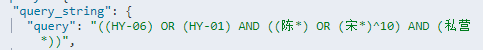 "query_string": {
"query": "((HY-06) OR (HY-01) AND ((陈*) OR (宋*)^10) AND (私营
*))",